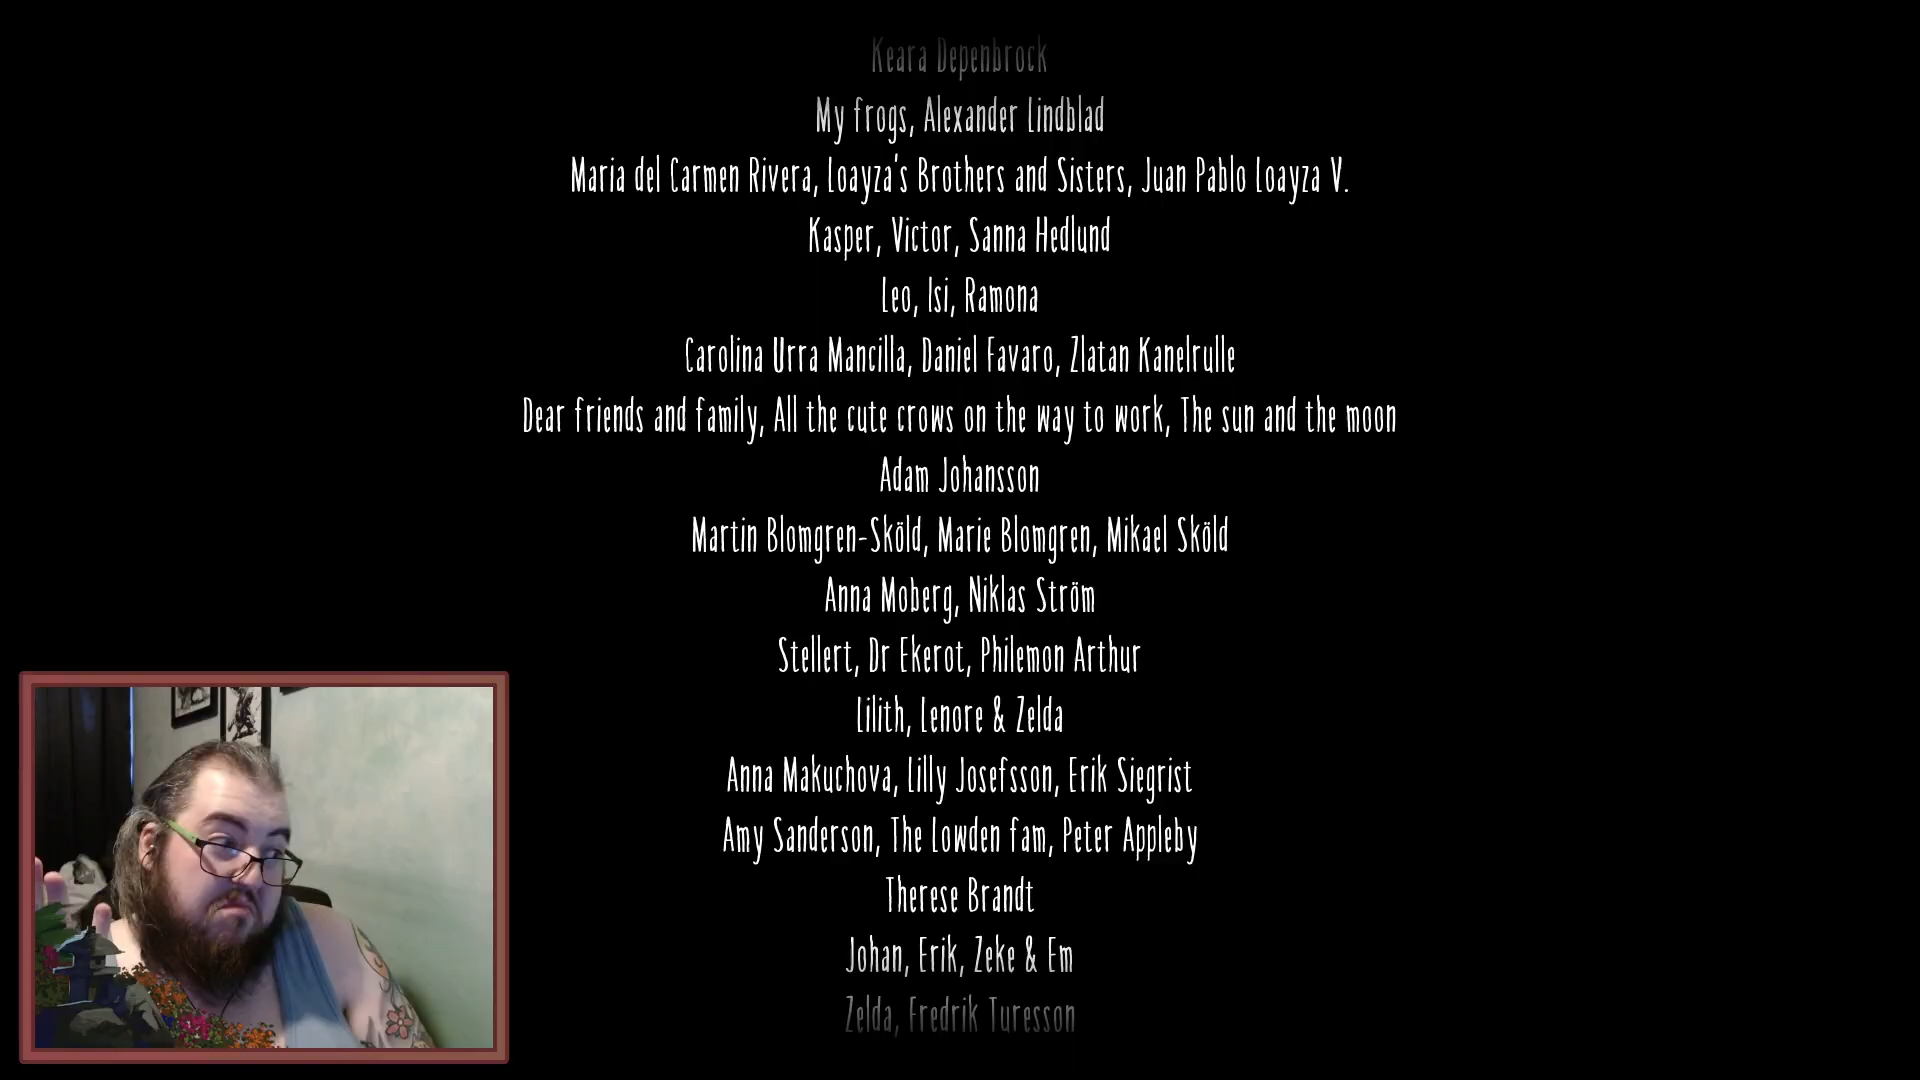 Keara Depenbrock
My frogs, Alexander Lindblad
Maria del Carmen Rivera, Loayza's Brothers and Sisters, Juan Pablo Loayza V.
Kasper, Victor, Sanna Hedlund
Leo, Isi, Ramona
Carolina Urra Mancilla, Daniel Favaro, Zlatan Kanelrulle
Dear friends and family, All the cute crows on the way to work, The sun and the moon
Adam Johansson
Martin Blomgren-Sköld, Marie Blomgren, Mikael Sköld
Anna Moberg, Niklas Ström
Stellert, Dr Ekerot, Philemon Arthur
Lilith, Lenore & Zelda
Anna Makuchova, Lilly Josefsson, Erik Siegrist
Amy Sanderson, The Lowden fam, Peter Appleby
Therese Brandt
Johan, Erik, Zeke & Em
Zelda, Fredrik Turesson